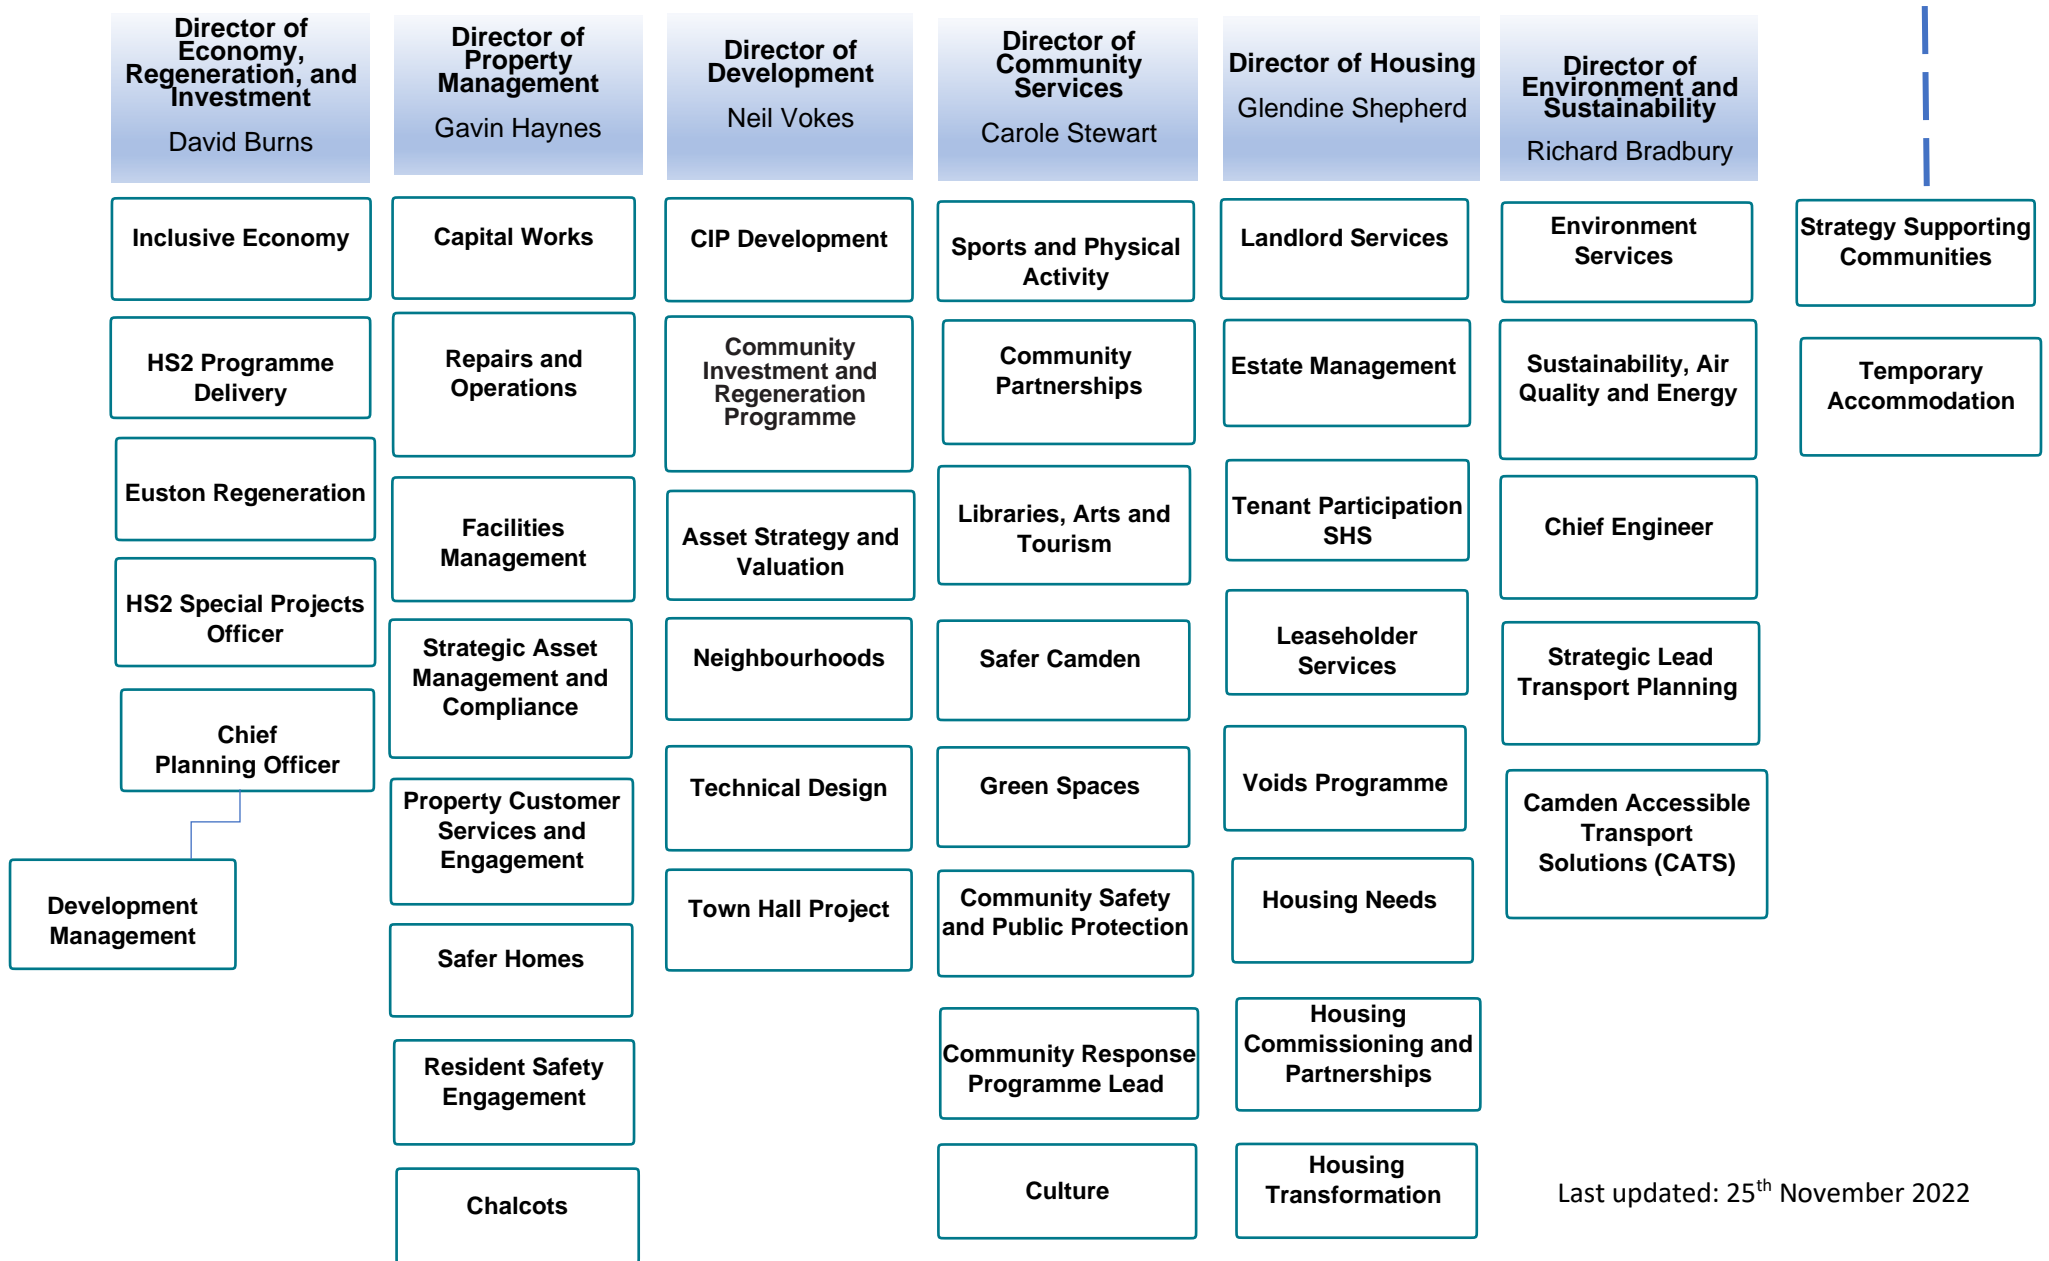 Director of
Economy,
Regeneration, and
Investment
David Burns
Inclusive Economy
HS2 Programme
Delivery
Euston Regeneration
HS2 Special Projects
Officer
Chief
Planning Officer
Development
Management
Director of
Property
Management
Gavin Haynes
Capital Works
Repairs and
Operations
Facilities
Management
Strategic Asset
Management and
Compliance
Property Customer
Services and
Engagement
Safer Homes
Resident Safety
Engagement
Chalcots
Director of
Development
Neil Vokes
CIP Development
Community
Investment and
Regeneration
Programme
Asset Strategy and
Valuation
Neighbourhoods
Technical Design
Town Hall Project
Director of
Community
Services
Carole Stewart
Sports and Physical
Activity
Community
Partnerships
Libraries, Arts and
Tourism
Safer Camden
Green Spaces
Community Safety
and Public Protection
Community Response
Programme Lead
Culture
Director of Housing
Glendine Shepherd
Landlord Services
Estate Management
Tenant Participation
SHS
Leaseholder
Services
Voids Programme
Housing Needs
Housing
Commissioning and
Partnerships
Housing
Transformation
Director of
Environment and
Sustainability
Richard Bradbury
Environment
Services
Sustainability, Air
Quality and Energy
Chief Engineer
Strategic Lead
Transport Planning
Camden Accessible
Transport
Solutions (CATS)
Strategy Supporting
Communities
Temporary
Accommodation
Last updated: 25th November 2022